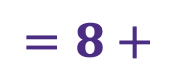 = 8 +